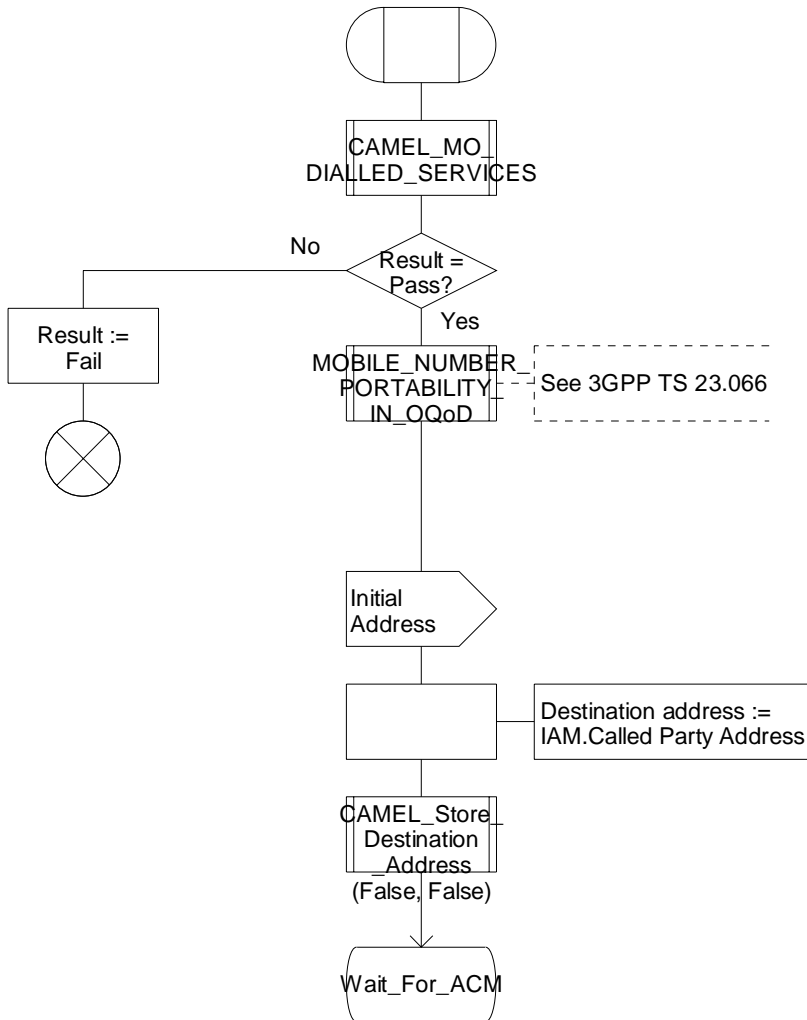 CAMEL_MO_
DIALLED_SERVICES
No
Result =
Pass?
Result :=
Fail
Yes
MOBILE_NUMBER_
PORTABILITY_
IN_OQoD
See 3GPP TS 23.066
Initial
Address
Destination address :=
IAM.Called Party Address
CAMEL_Store_
Destination
_Address
(False, False)
Wait_For_ACM